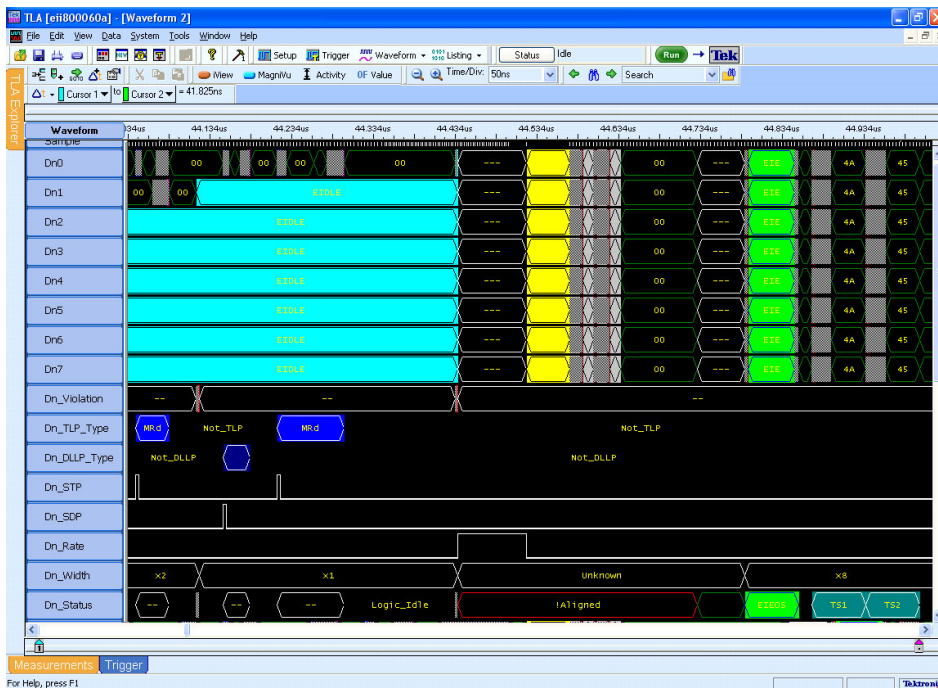 TLA [eii800060a] - [Waveform 2]
File Edit View Data System Tools Window Help
Setup Trigger Waveform Listing Status Idle Run Tek
iView MagniVu Activity 0F Value Time/Div: 50ns Search
Cursor 1 to Cursor 2 = 41.825ns
TLA Explorer
Waveform 034us 44.134us 44.234us 44.334us 44.434us 44.534us 44.634us 44.734us 44.834us 44.934us
Sample
Dn0 00 00 00 00 --- 00 --- EIE 4A 45
Dn1 00 00 EIDLE --- 00 --- EIE 4A 45
Dn2 EIDLE --- 00 --- EIE 4A 45
Dn3 EIDLE --- 00 --- EIE 4A 45
Dn4 EIDLE --- 00 --- EIE 4A 45
Dn5 EIDLE --- 00 --- EIE 4A 45
Dn6 EIDLE --- 00 --- EIE 4A 45
Dn7 EIDLE --- 00 --- EIE 4A 45
Dn_Violation -- -- --
Dn_TLP_Type MRd Not_TLP MRd Not_TLP
Dn_DLLP_Type Not_DLLP Not_DLLP
Dn_STP
Dn_SDP
Dn_Rate
Dn_Width x2 x1 Unknown x8
Dn_Status -- -- -- Logic_Idle !Aligned EIEOS TS1 TS2
1
Measurements Trigger
For Help, press F1